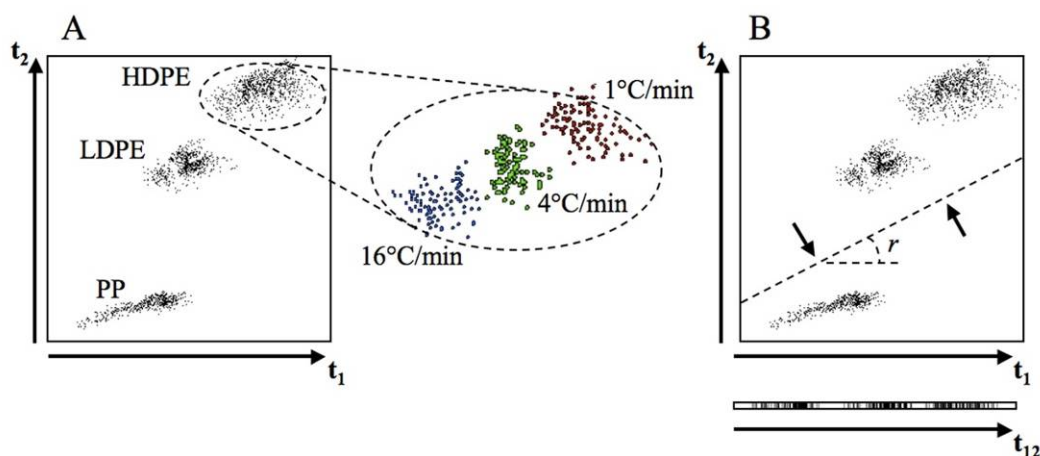 A
t2
HDPE
LDPE
PP
t1
1°C/min
4°C/min
16°C/min
B
t2
r
t1
t12